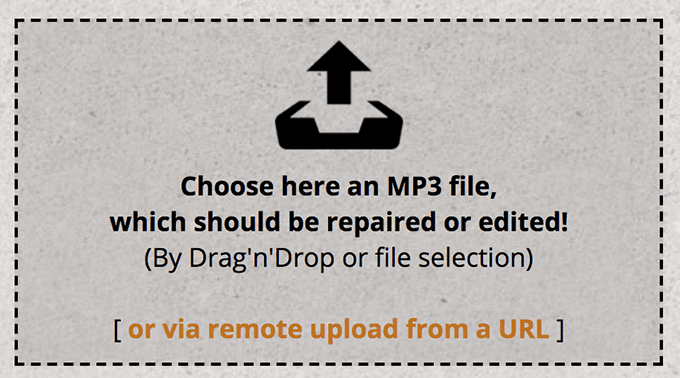 Choose here an MP3 file,
which should be repaired or edited!
(By Drag'n'Drop or file selection)
[ or via remote upload from a URL ]